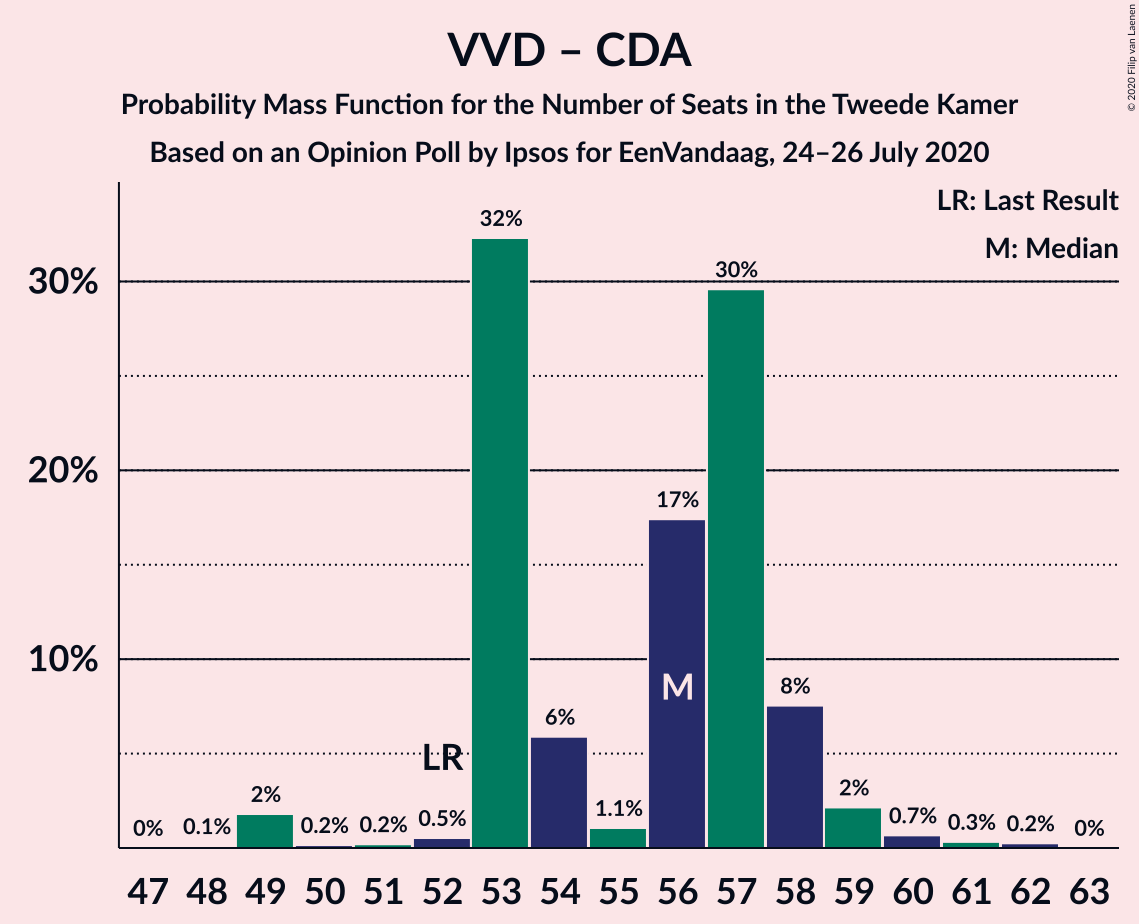 VVD – CDA
Probability Mass Function for the Number of Seats in the Tweede Kamer
Based on an Opinion Poll by Ipsos for EenVandaag, 24–26 July 2020
© 2020 Filip van Laenen
LR: Last Result
M: Median
30%
20%
10%
0%
0.1%
2%
0.2%
0.2%
0.5%
LR
32%
6%
1.1%
17%
M
30%
8%
2%
0.7%
0.3%
0.2%
0%
47 48 49 50 51 52 53 54 55 56 57 58 59 60 61 62 63